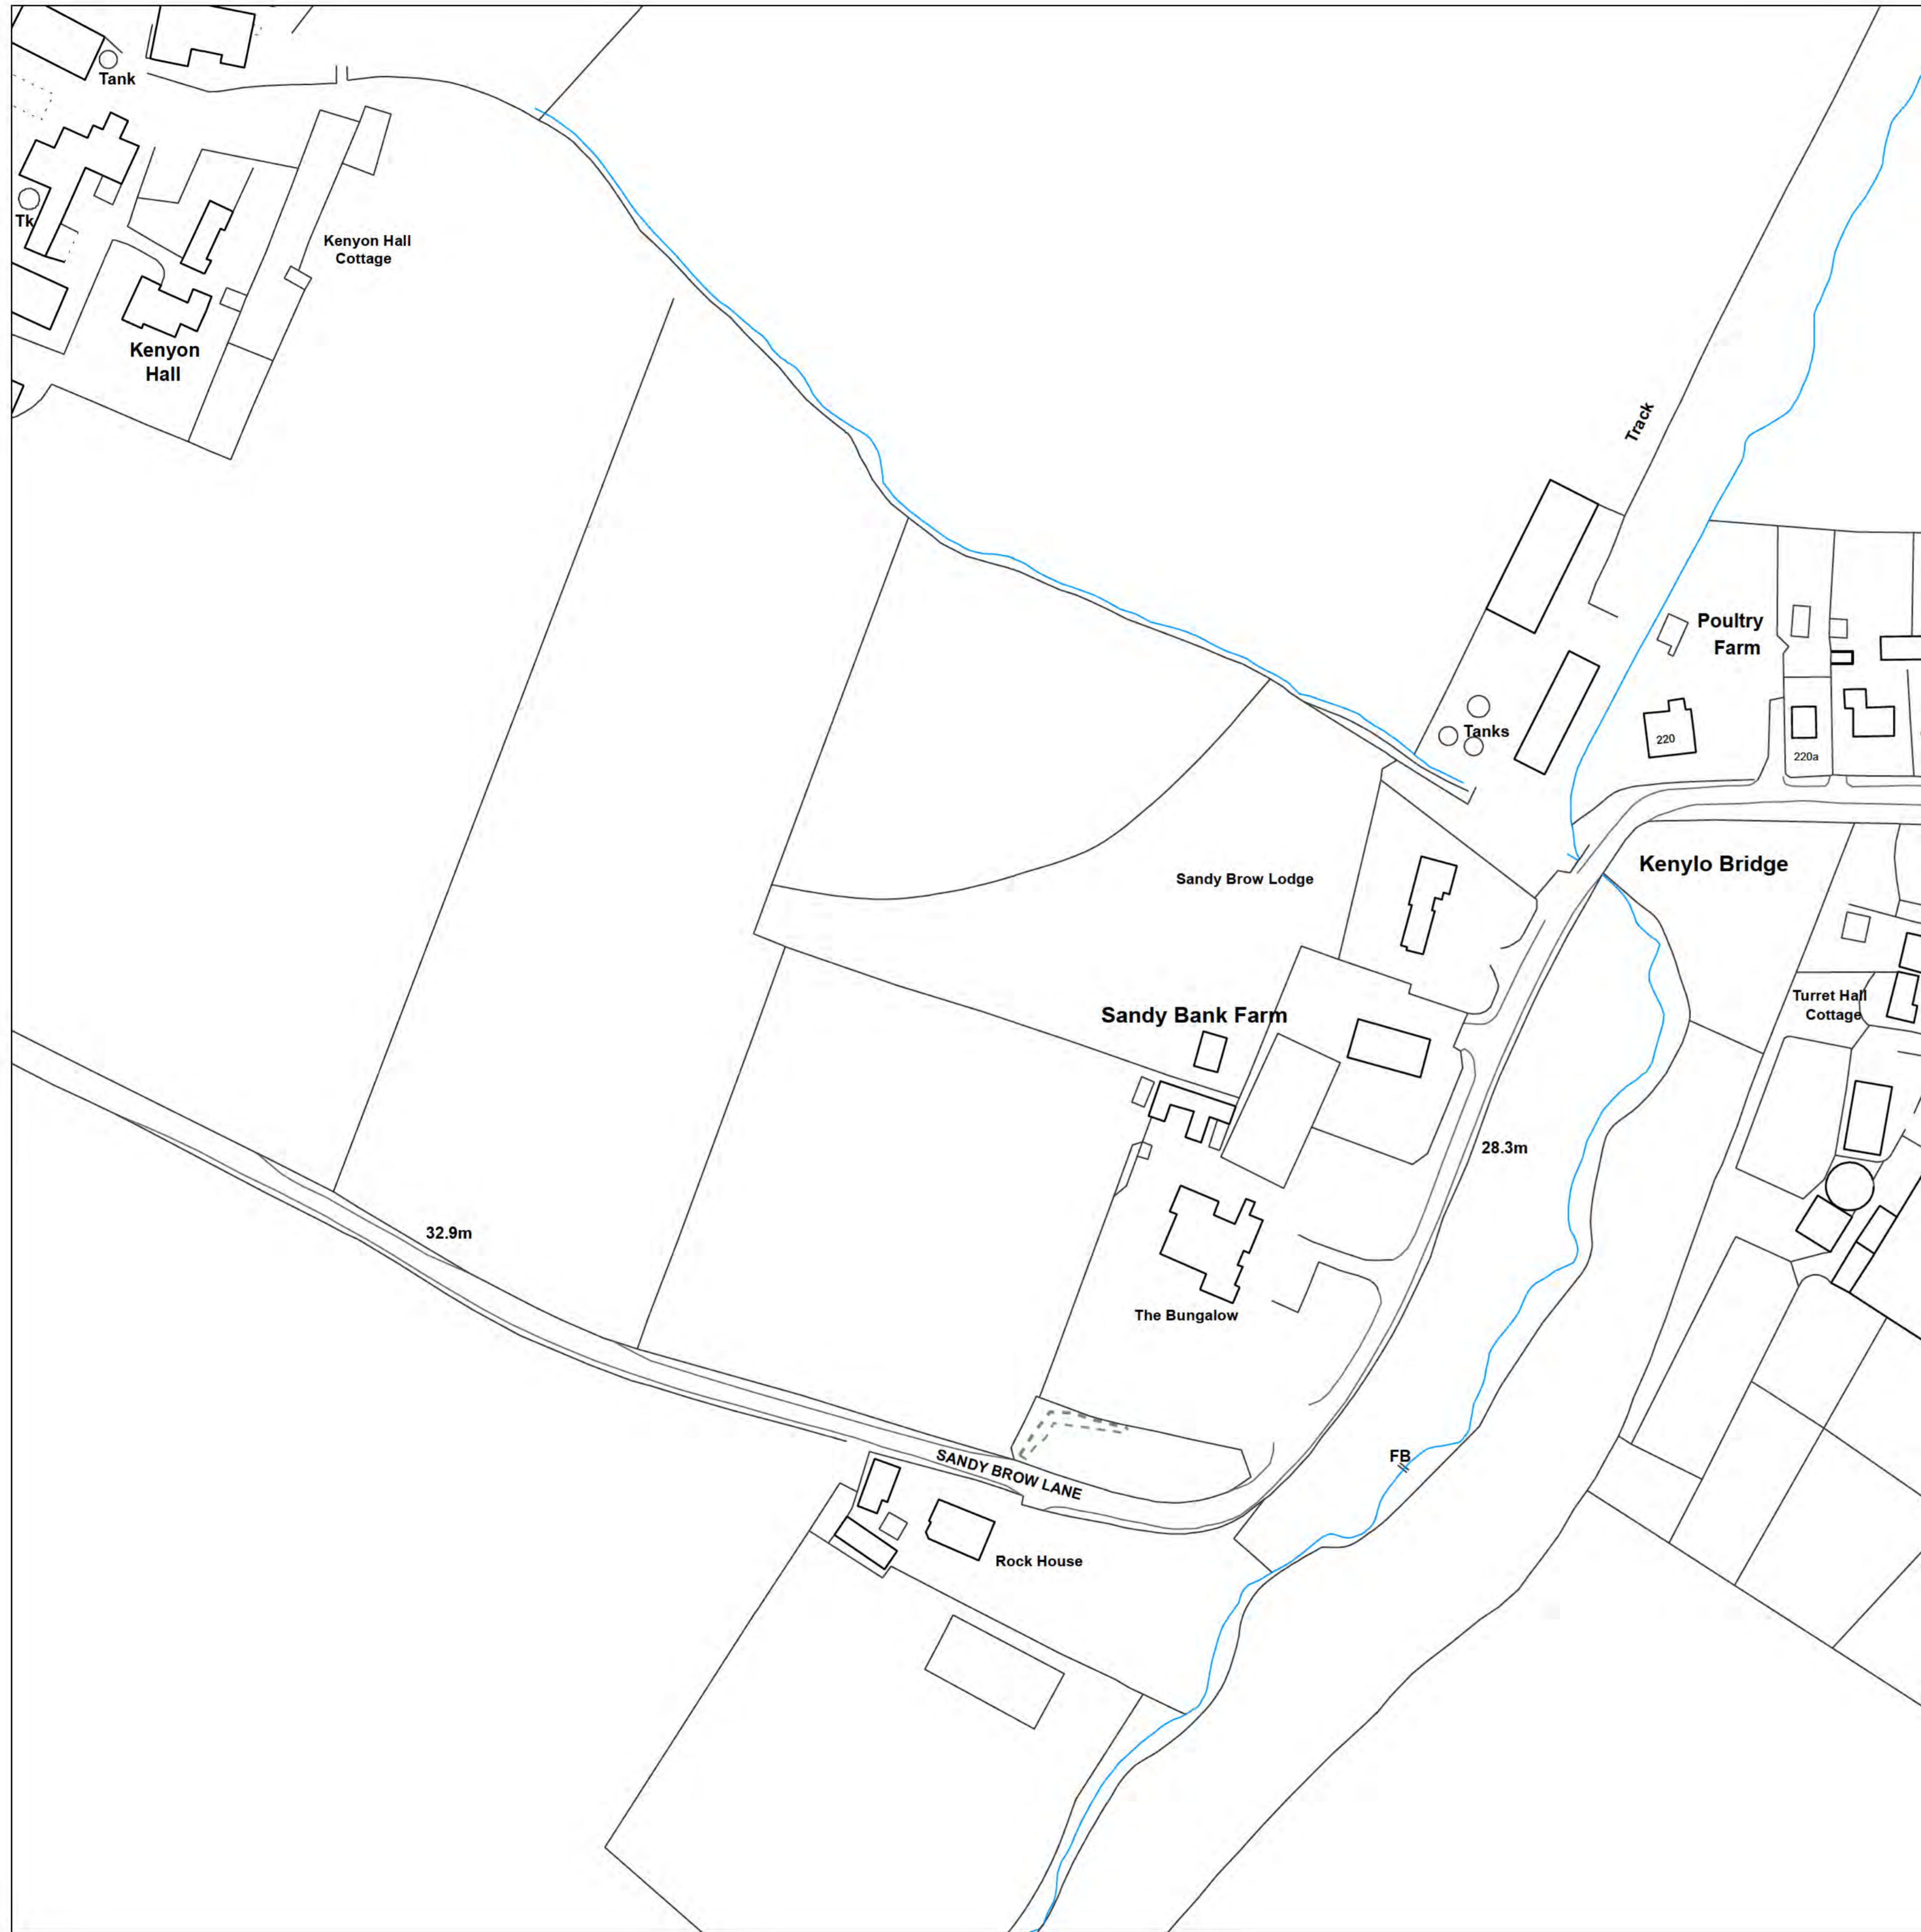 Tank
Tk
Kenyon Hall
Cottage
Kenyon
Hall
Track
Poultry
Farm
Tanks
220
220a
Kenylo Bridge
Sandy Brow Lodge
Turret Hall
Cottage
Sandy Bank Farm
28.3m
32.9m
The Bungalow
FB
SANDY BROW LANE
Rock House